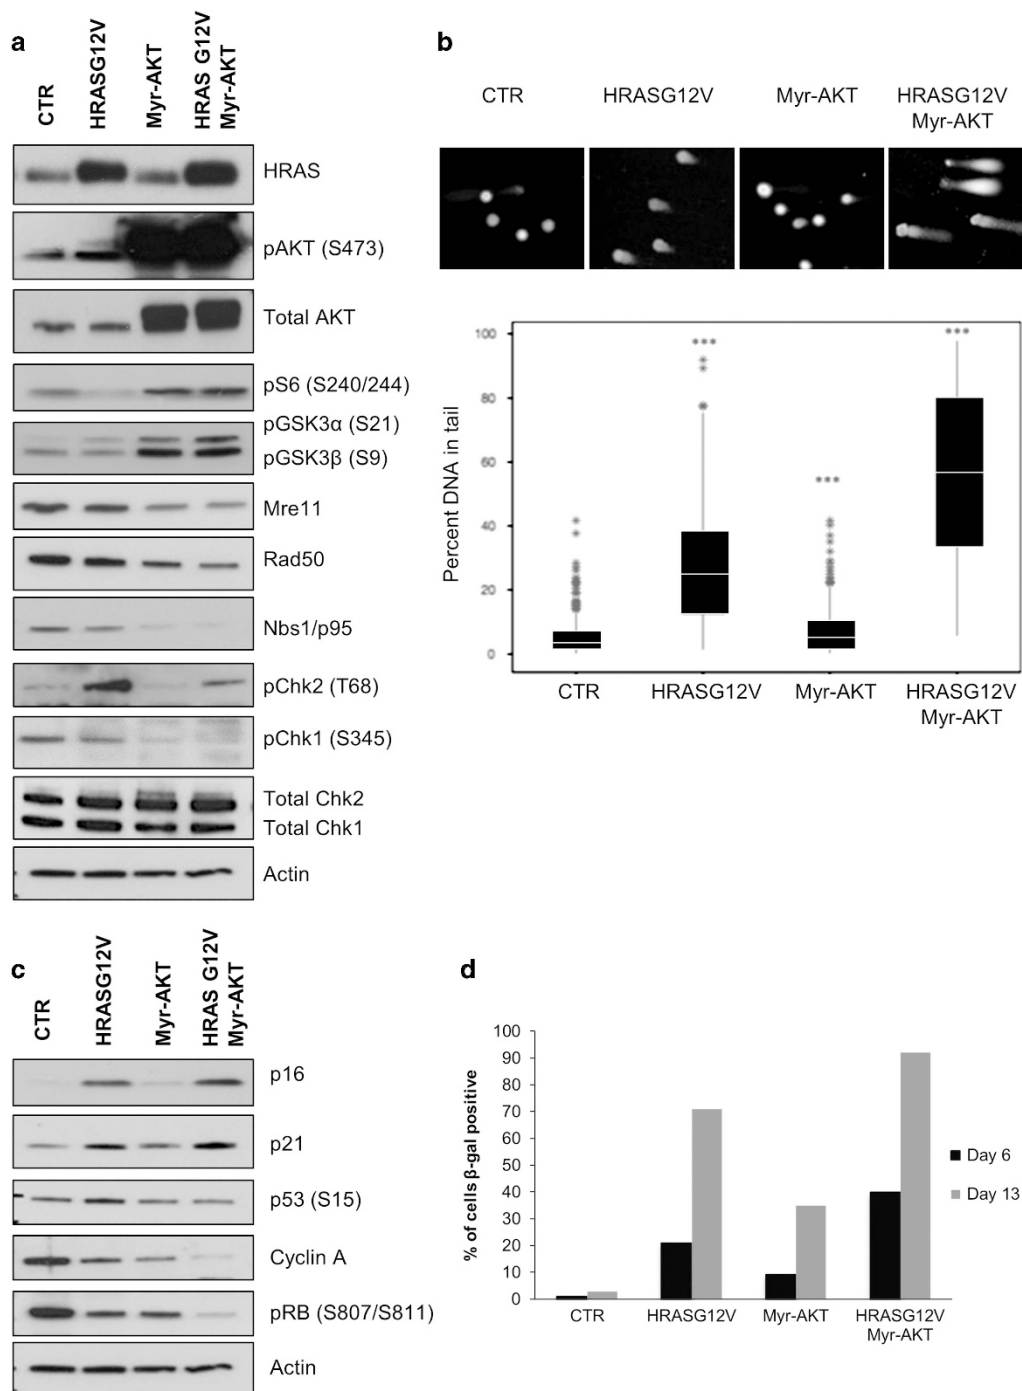 a
CTR
HRASG12V
Myr-AKT
HRAS G12V
Myr-AKT
HRAS
pAKT (S473)
Total AKT
pS6 (S240/244)
pGSK3α (S21)
pGSK3β (S9)
Mre11
Rad50
Nbs1/p95
pChk2 (T68)
pChk1 (S345)
Total Chk2
Total Chk1
Actin
b
CTR
HRASG12V
Myr-AKT
HRASG12V
Myr-AKT
Percent DNA in tail
100
80
60
40
20
0
***
***
***
CTR
HRASG12V
Myr-AKT
HRASG12V
Myr-AKT
c
CTR
HRASG12V
Myr-AKT
HRAS G12V
Myr-AKT
p16
p21
p53 (S15)
Cyclin A
pRB (S807/S811)
Actin
d
% of cells β-gal positive
100
90
80
70
60
50
40
30
20
10
0
CTR
HRASG12V
Myr-AKT
HRASG12V
Myr-AKT
Day 6
Day 13